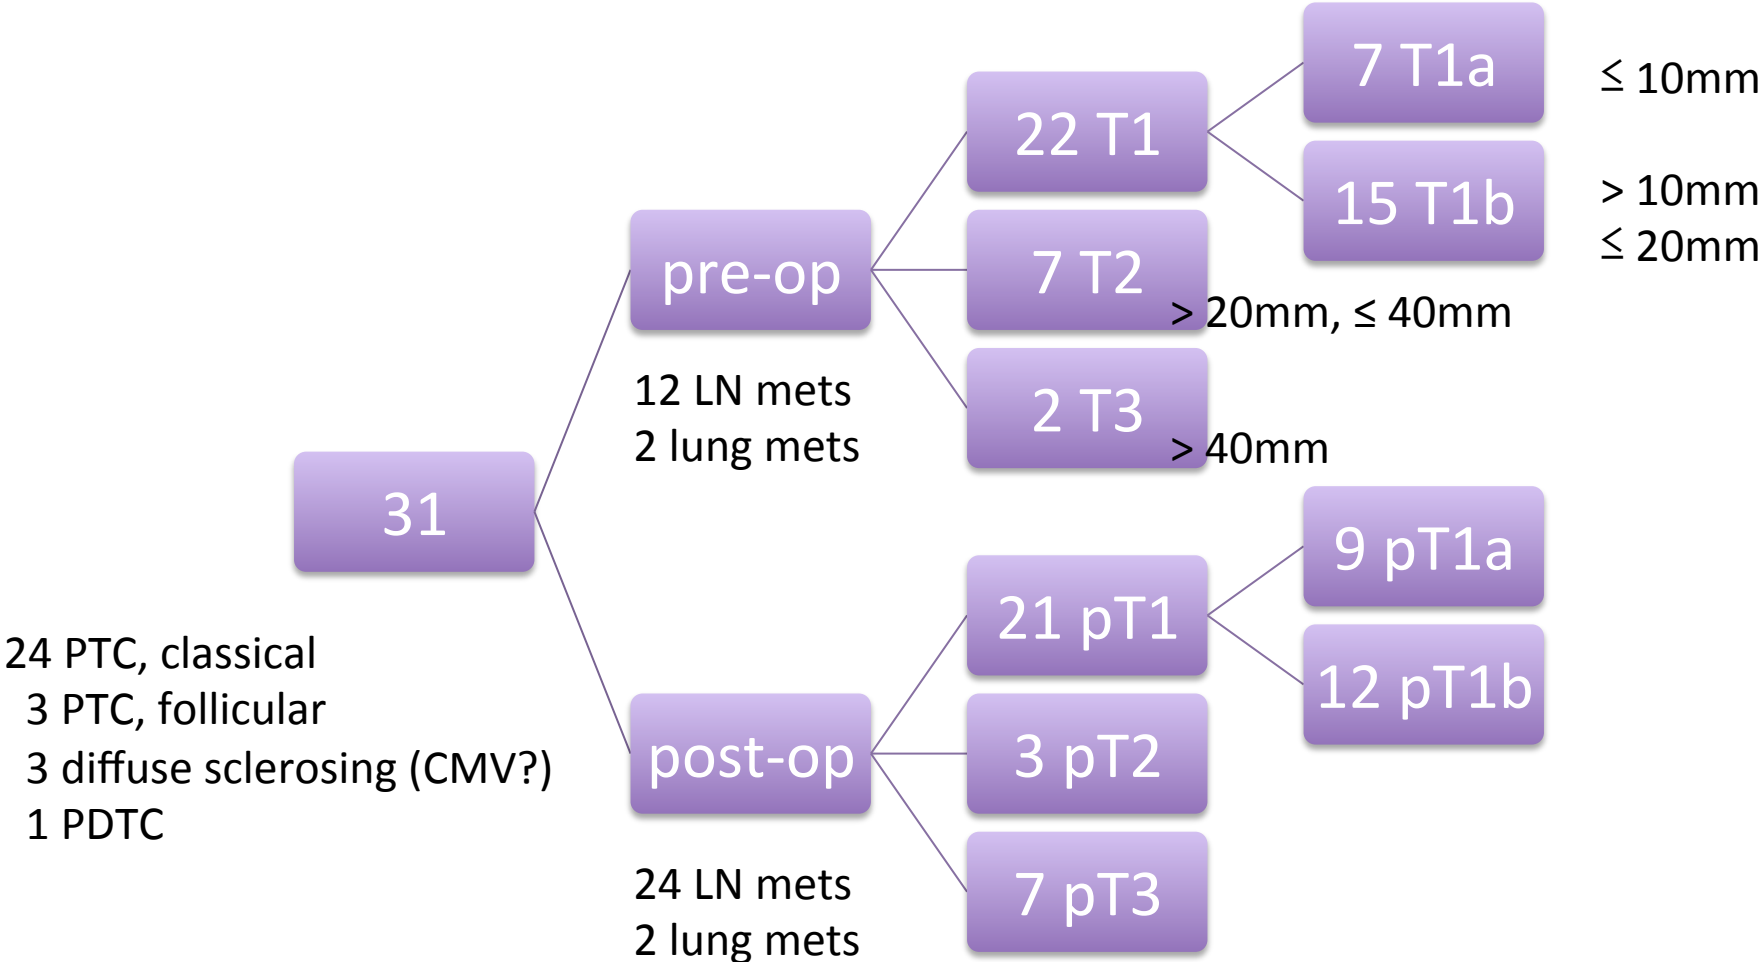 31
24 PTC, classical
3 PTC, follicular
3 diffuse sclerosing (CMV?)
1 PDTC
pre-op
12 LN mets
2 lung mets
22 T1
7 T1a
≤ 10mm
15 T1b
> 10mm
≤ 20mm
7 T2
> 20mm, ≤ 40mm
2 T3
> 40mm
post-op
24 LN mets
2 lung mets
21 pT1
9 pT1a
12 pT1b
3 pT2
7 pT3